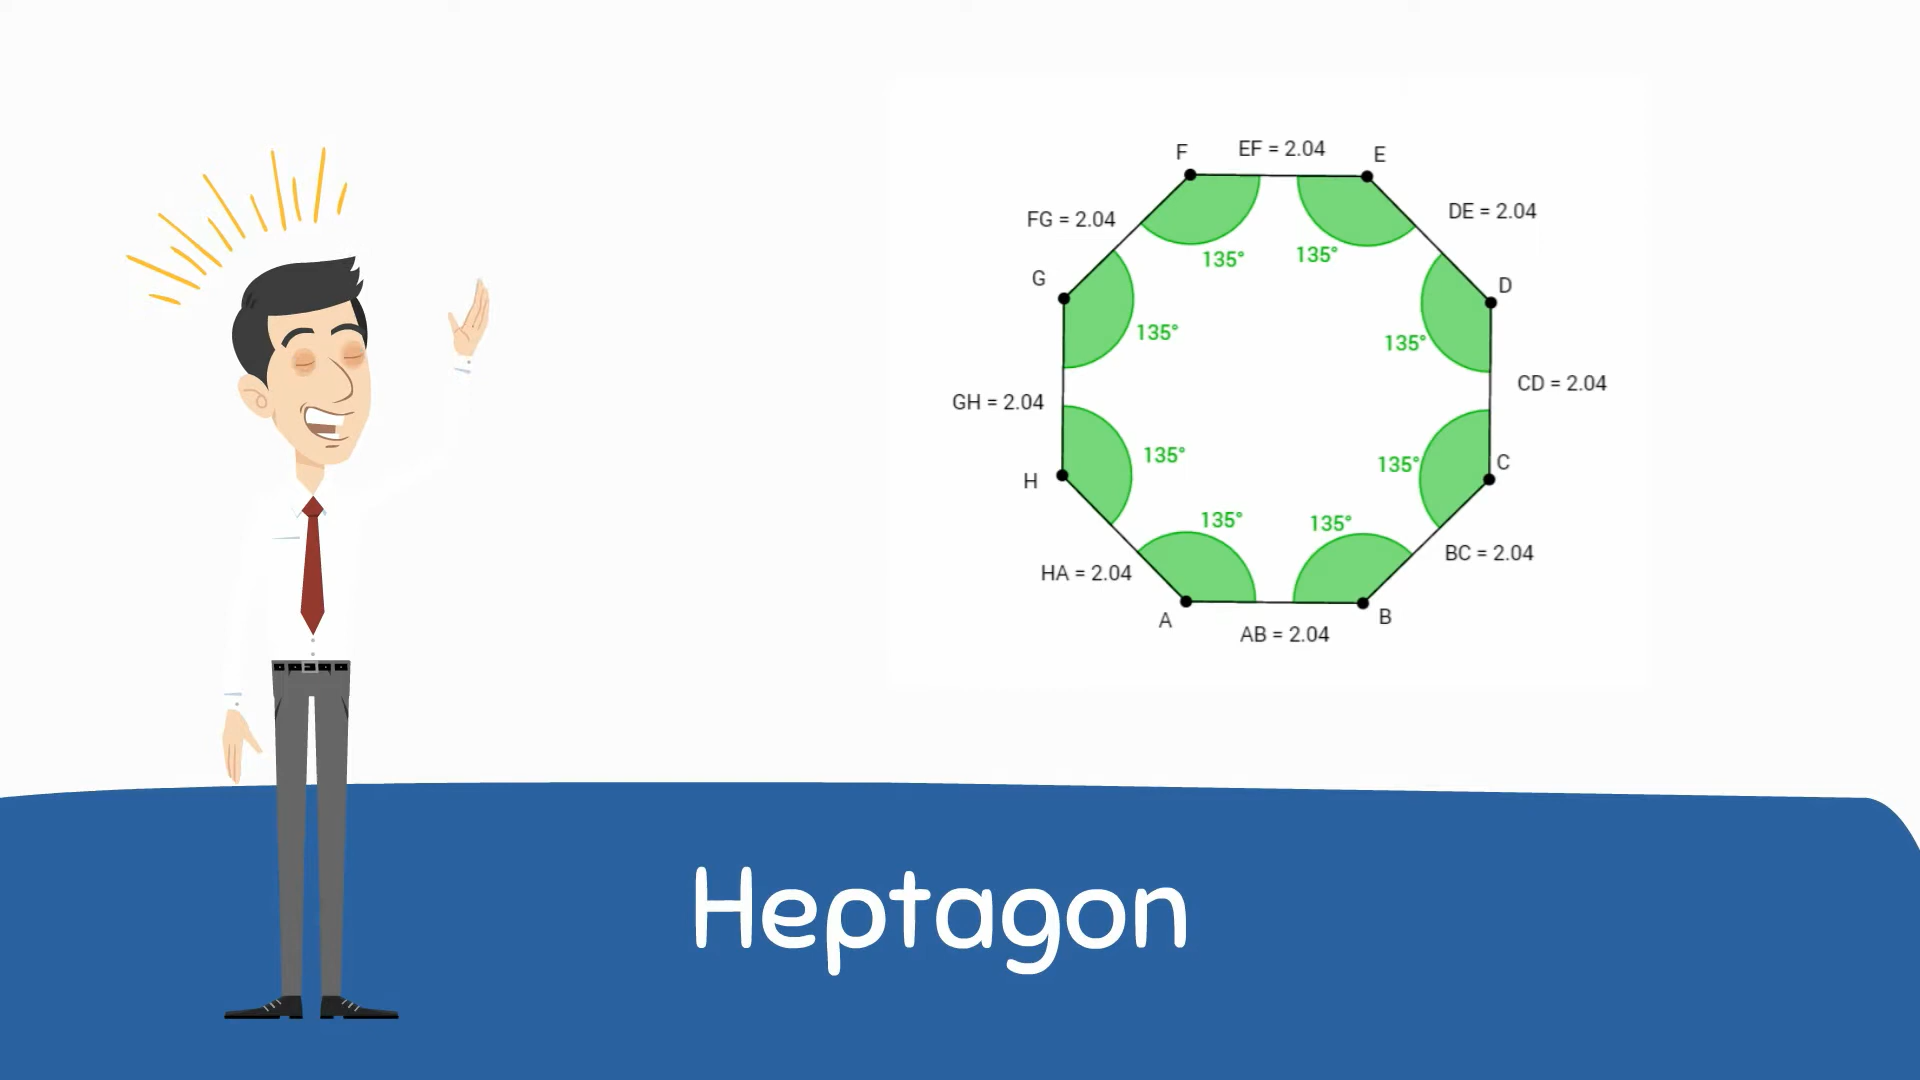 F EF = 2.04 E
FG = 2.04 DE = 2.04
135° 135°
G D
135° 135°
GH = 2.04 CD = 2.04
135° 135°
H C
135° 135°
HA = 2.04 BC = 2.04
A AB = 2.04 B
Heptagon